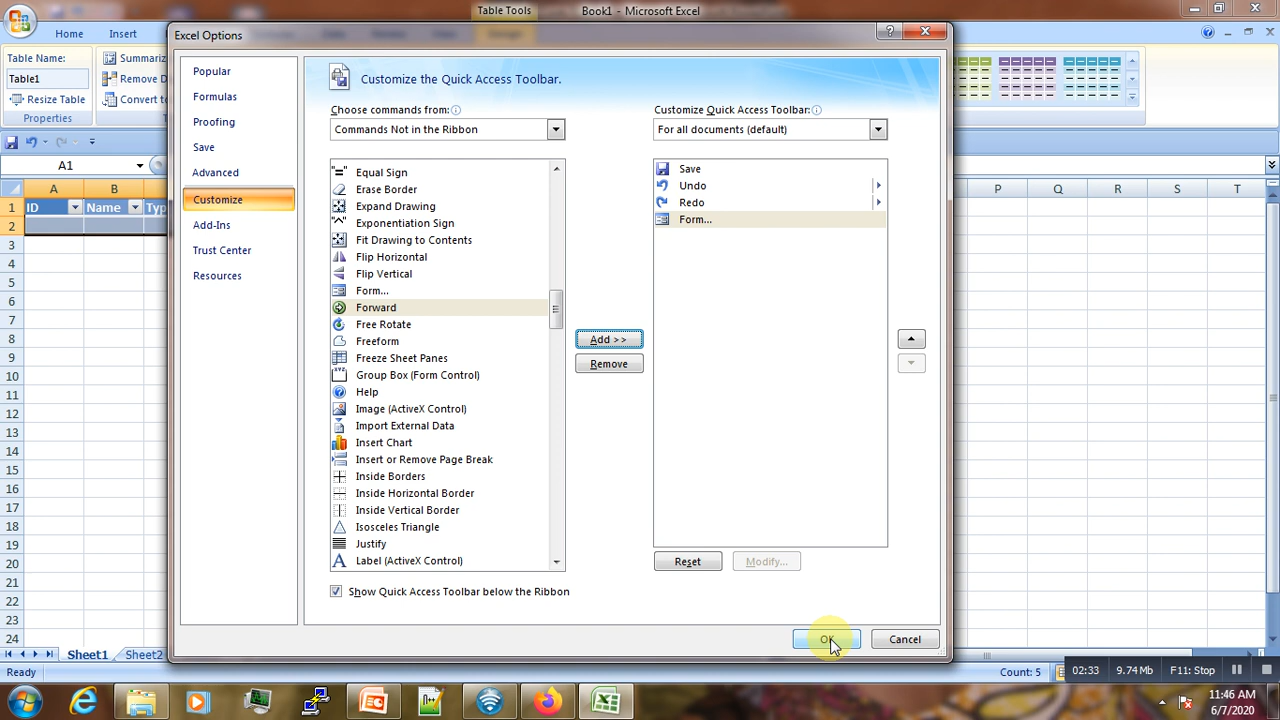 Table Tools
Book1 - Microsoft Excel
Home
Insert
Excel Options
Table Name:
Table1
Resize Table
Properties
Summariz
Remove D
Convert to
A1
A
B
P
Q
R
S
T
1
ID
Name
Typ
2
3
4
5
6
7
8
9
10
11
12
13
14
15
16
17
18
19
20
21
22
23
24
Popular
Formulas
Proofing
Save
Advanced
Customize
Add-Ins
Trust Center
Resources
Customize the Quick Access Toolbar.
Choose commands from:
Commands Not in the Ribbon
Equal Sign
Erase Border
Expand Drawing
Exponentiation Sign
Fit Drawing to Contents
Flip Horizontal
Flip Vertical
Form...
Forward
Free Rotate
Freeform
Freeze Sheet Panes
Group Box (Form Control)
Help
Image (ActiveX Control)
Import External Data
Insert Chart
Insert or Remove Page Break
Inside Borders
Inside Horizontal Border
Inside Vertical Border
Isosceles Triangle
Justify
Label (ActiveX Control)
Show Quick Access Toolbar below the Ribbon
Add >>
Remove
Customize Quick Access Toolbar:
For all documents (default)
Save
Undo
Redo
Form...
Reset
Modify...
OK
Cancel
Sheet1
Sheet2
Ready
Count: 5
02:33
9.74 Mb
F11: Stop
11:46 AM
6/7/2020